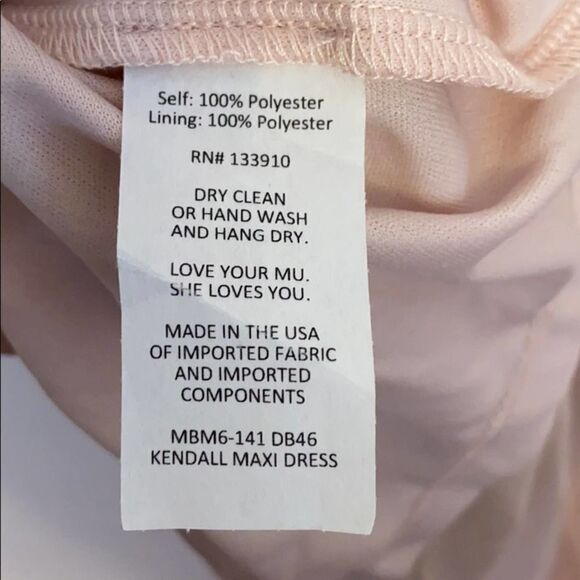 Self: 100% Polyester
Lining: 100% Polyester
RN# 133910
DRY CLEAN
OR HAND WASH
AND HANG DRY.
LOVE YOUR MU.
SHE LOVES YOU.
MADE IN THE USA
OF IMPORTED FABRIC
AND IMPORTED
COMPONENTS
MBM6-141 DB46
KENDALL MAXI DRESS